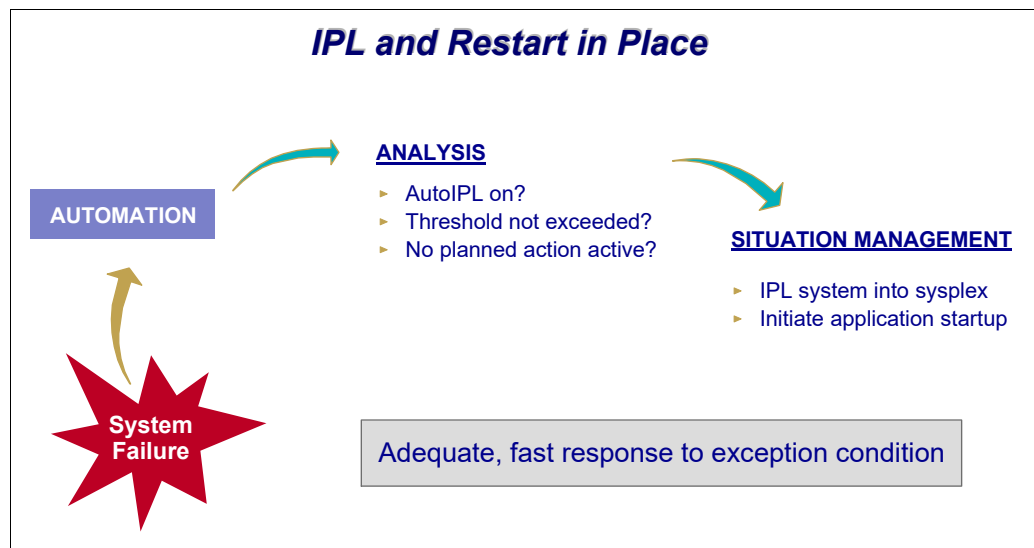 IPL and Restart in Place
ANALYSIS
► AutoIPL on?
► Threshold not exceeded?
► No planned action active?
AUTOMATION
SITUATION MANAGEMENT
► IPL system into sysplex
► Initiate application startup
System
Failure
Adequate, fast response to exception condition